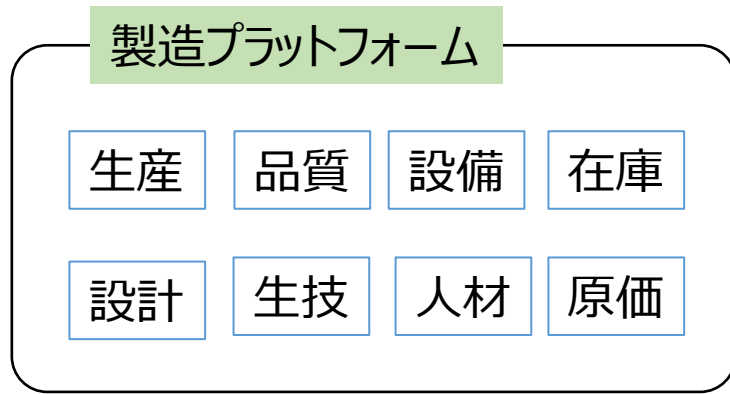 製造プラットフォーム
生産 品質 設備 在庫
設計 生技 人材 原価